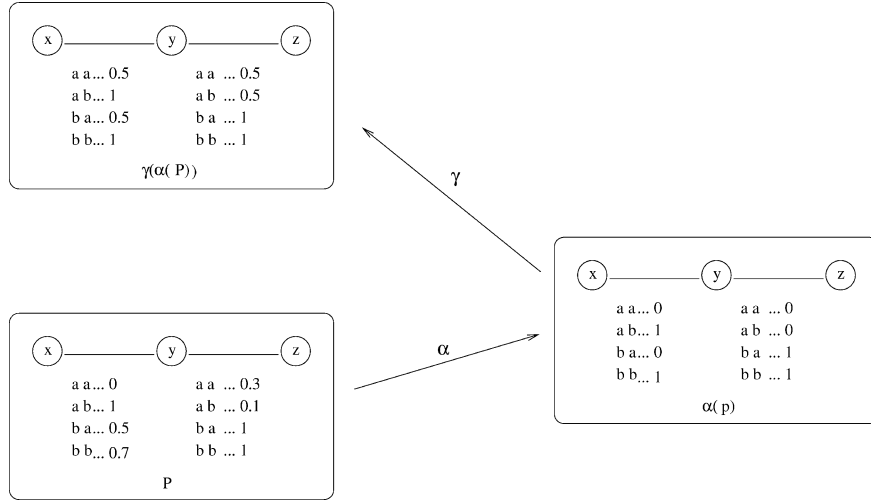 x y z
a a... 0.5 a a ... 0.5
a b... 1 a b ... 0.5
b a... 0.5 b a ... 1
b b... 1 b b ... 1
γ(α( P))
γ
x y z
a a... 0 a a ... 0
a b... 1 a b ... 0
b a... 0 b a ... 1
b b... 1 b b ... 1
α( p)
α
x y z
a a... 0 a a ... 0.3
a b... 1 a b ... 0.1
b a... 0.5 b a ... 1
b b... 0.7 b b ... 1
P